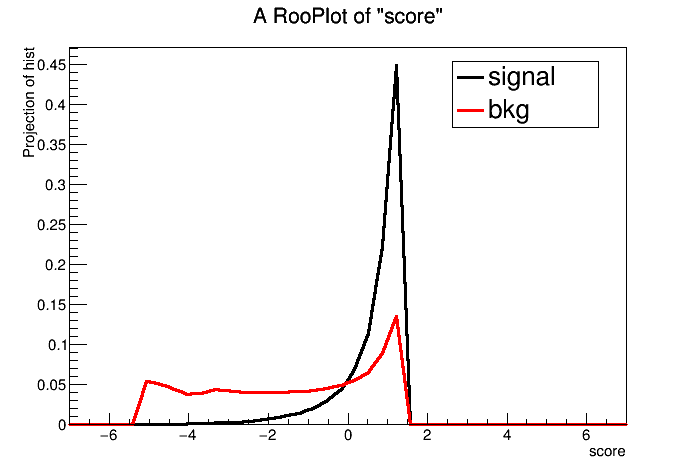 A RooPlot of "score"
Projection of hist
0.45
0.4
0.35
0.3
0.25
0.2
0.15
0.1
0.05
0
signal
bkg
−6 −4 −2 0 2 4 6
score